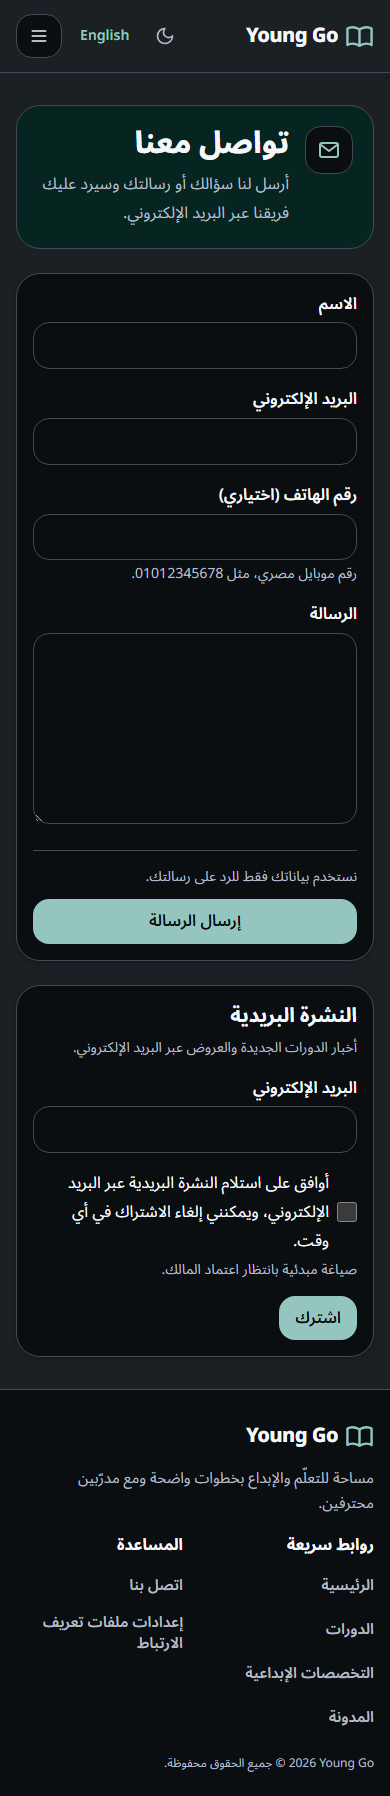 Young Go
English
تواصل معنا
أرسل لنا سؤالك أو رسالتك وسيرد عليك
فريقنا عبر البريد الإلكتروني.
الاسم
البريد الإلكتروني
رقم الهاتف (اختياري)
رقم موبايل مصري، مثل 01012345678.
الرسالة
نستخدم بياناتك فقط للرد على رسالتك.
إرسال الرسالة
النشرة البريدية
أخبار الدورات الجديدة والعروض عبر البريد الإلكتروني.
البريد الإلكتروني
أوافق على استلام النشرة البريدية عبر البريد
الإلكتروني، ويمكنني إلغاء الاشتراك في أي
وقت.
صياغة مبدئية بانتظار اعتماد المالك.
اشترك
Young Go
مساحة للتعلّم والإبداع بخطوات واضحة ومع مدرّبين
محترفين.
روابط سريعة
الرئيسية
الدورات
التخصصات الإبداعية
المدونة
المساعدة
اتصل بنا
إعدادات ملفات تعريف
الارتباط
Young Go 2026 © جميع الحقوق محفوظة.